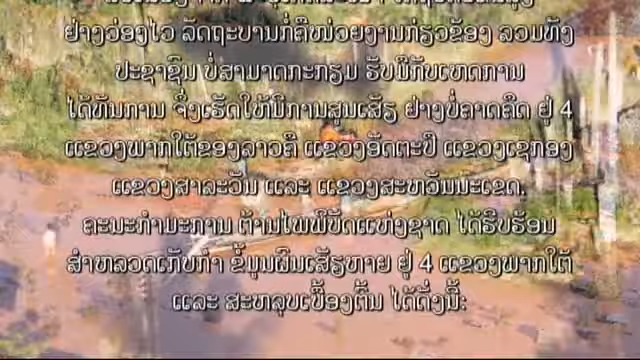 ຢ່າງວ່ອງໄວ ລັດຖະບານກໍ່ຄືໜ່ວຍງານກ່ຽວຂ້ອງ ລວມທັງ
ປະຊາຊົນ ບໍ່ສາມາດກະກຽມ ຮັບມືກັບເຫດການ
ໄດ້ທັນການ ຈຶ່ງເຮັດໃຫ້ມີການສູນເສັຽ ຢ່າງບໍ່ຄາດຄິດ ຢູ່ 4
ແຂວງພາກໃຕ້ຂອງລາວຄື ແຂວງອັດຕະປື ແຂວງເຊກອງ
ແຂວງສາລະວັນ ແລະ ແຂວງສະຫວັນນະເຂດ.
ຄະນະກຳມະການ ຕ້ານໄພພິບັດແຫ່ງຊາດ ໄດ້ຮີບຮ້ອນ
ສຳຫລວດເກັບກຳ ຂໍ້ມູນຜົນເສັຽຫາຍ ຢູ່ 4 ແຂວງພາກໃຕ້
ແລະ ສະຫລຸບເບື້ອງຕົ້ນ ໄດ້ດັ່ງນີ້: